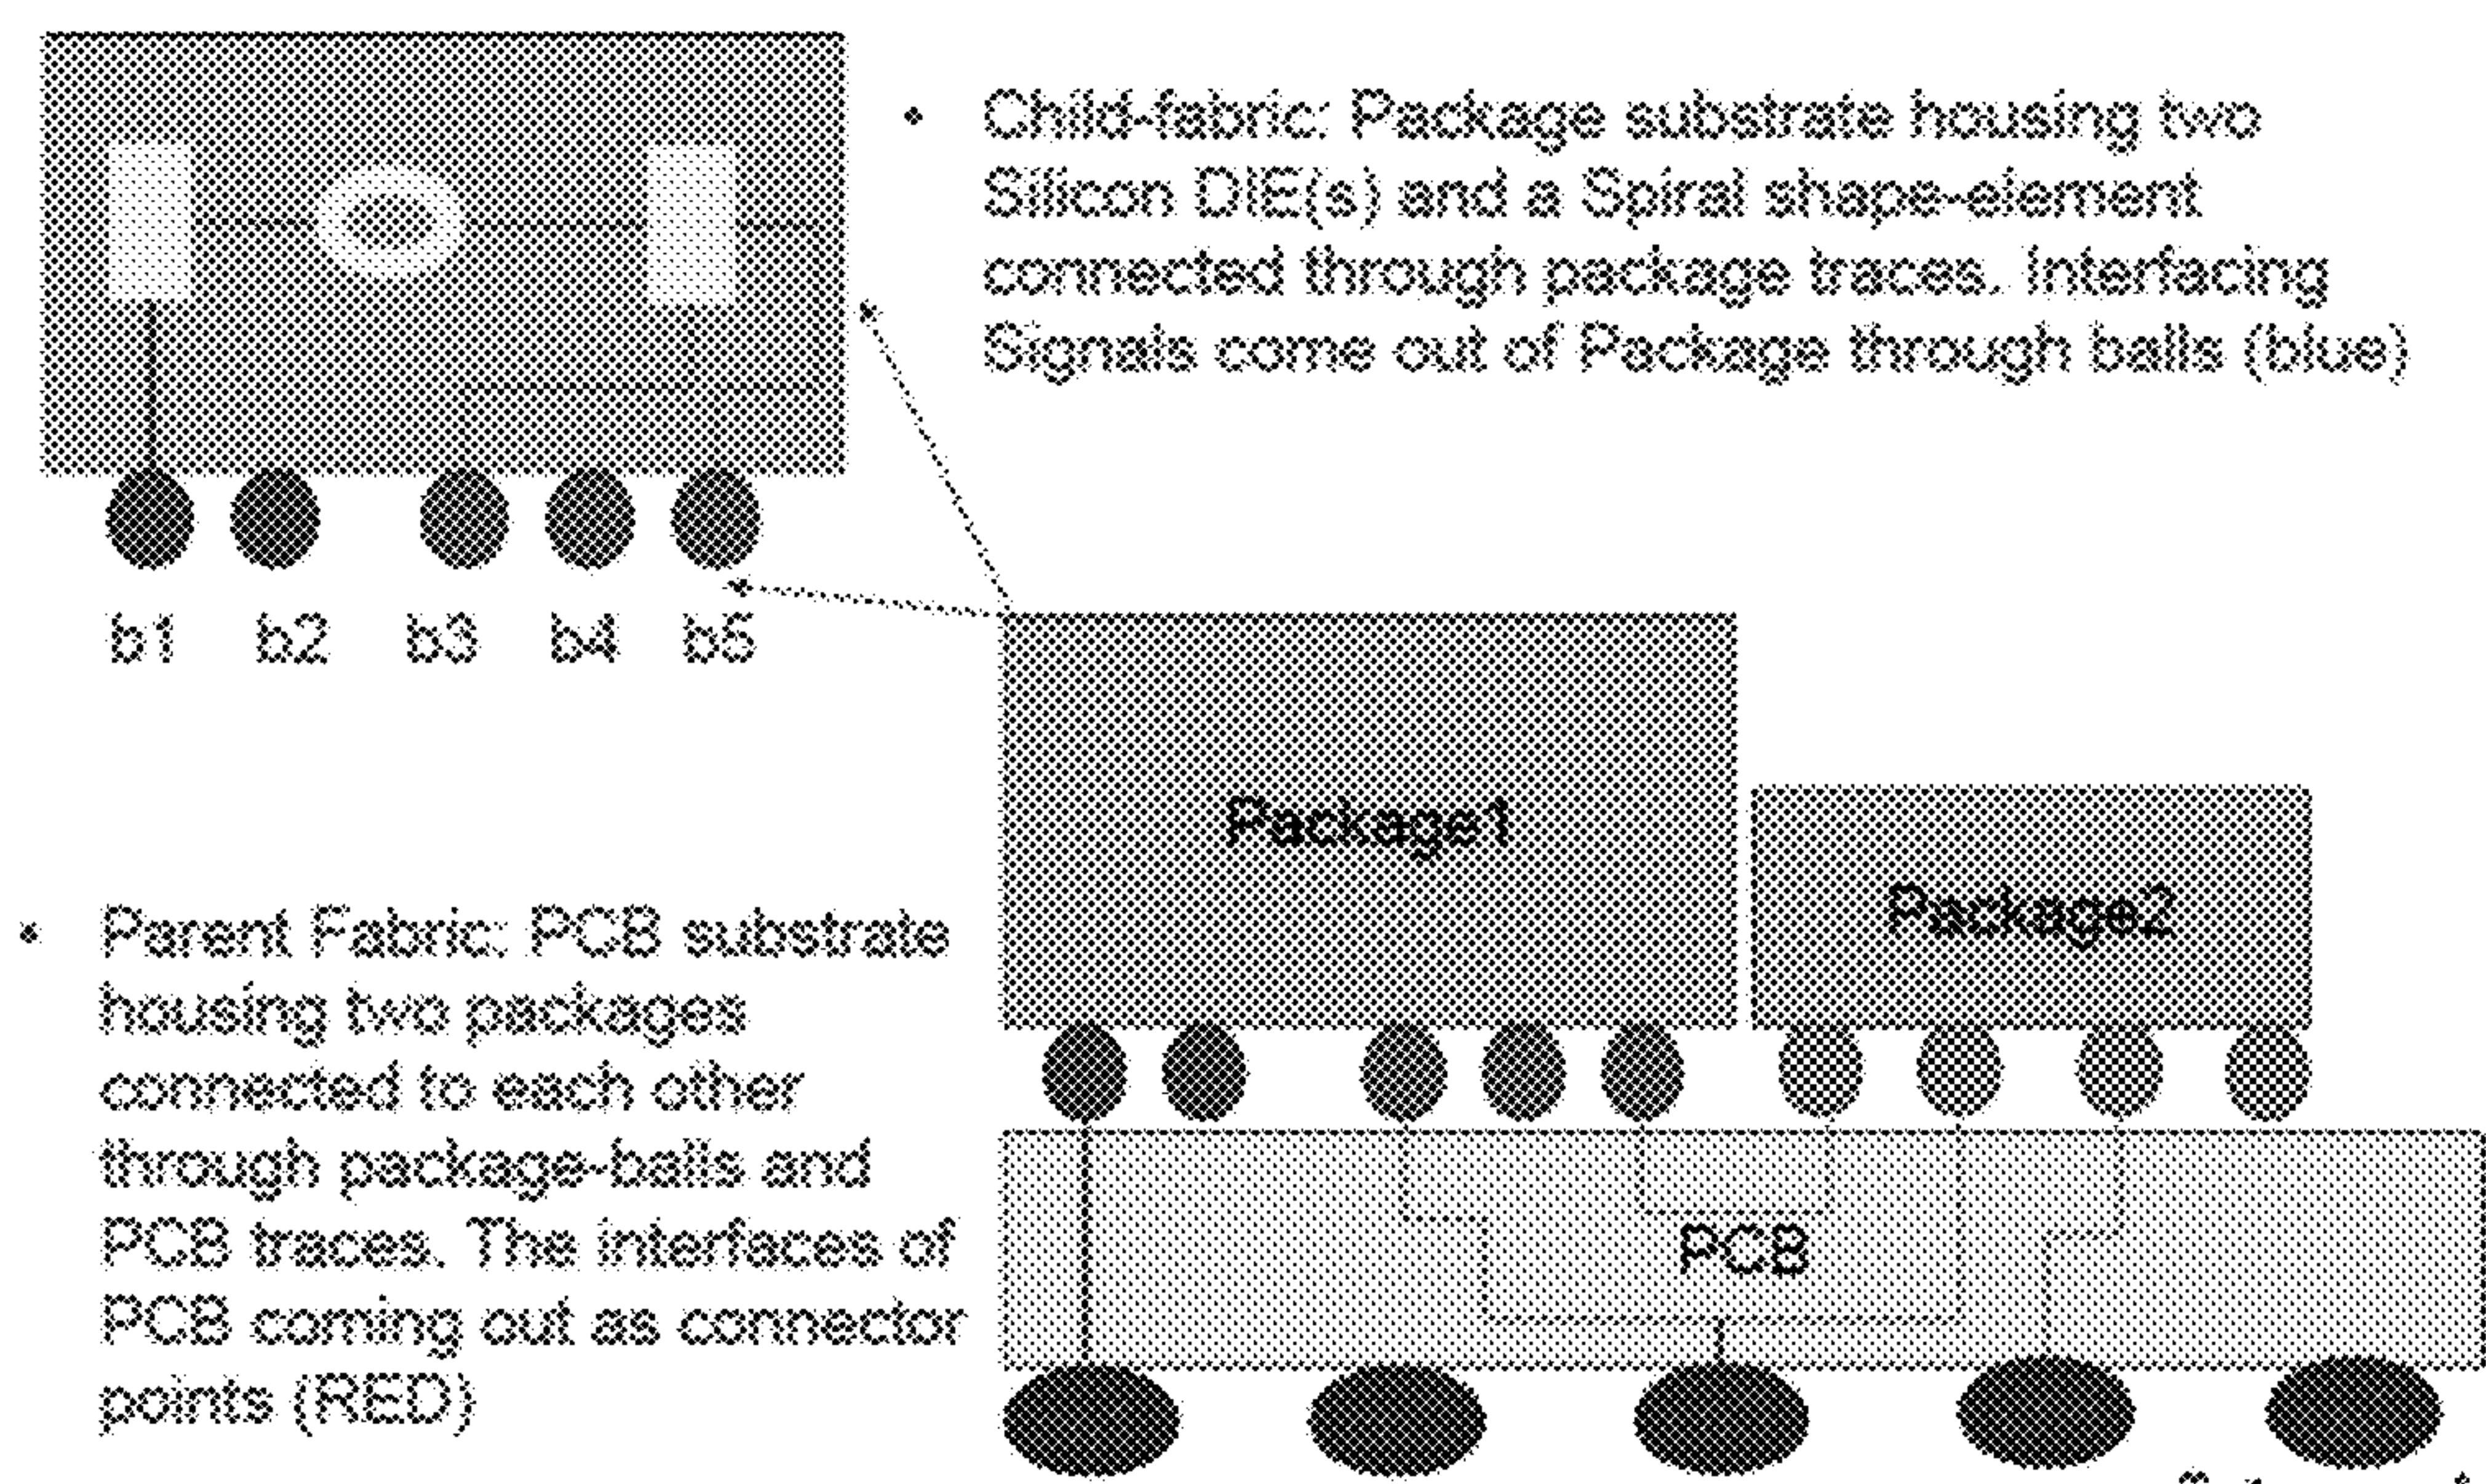 • Child-fabric: Package substrate housing two
Silicon DIE(s) and a Spiral shape-element
connected through package traces. Interfacing
Signals come out of Package through balls (blue)
b1 b2 b3 b4 b5
Package1
Package2
• Parent Fabric: PCB substrate
housing two packages
connected to each other
through package-balls and
PCB traces. The interfaces of
PCB coming out as connector
points (RED)
PCB